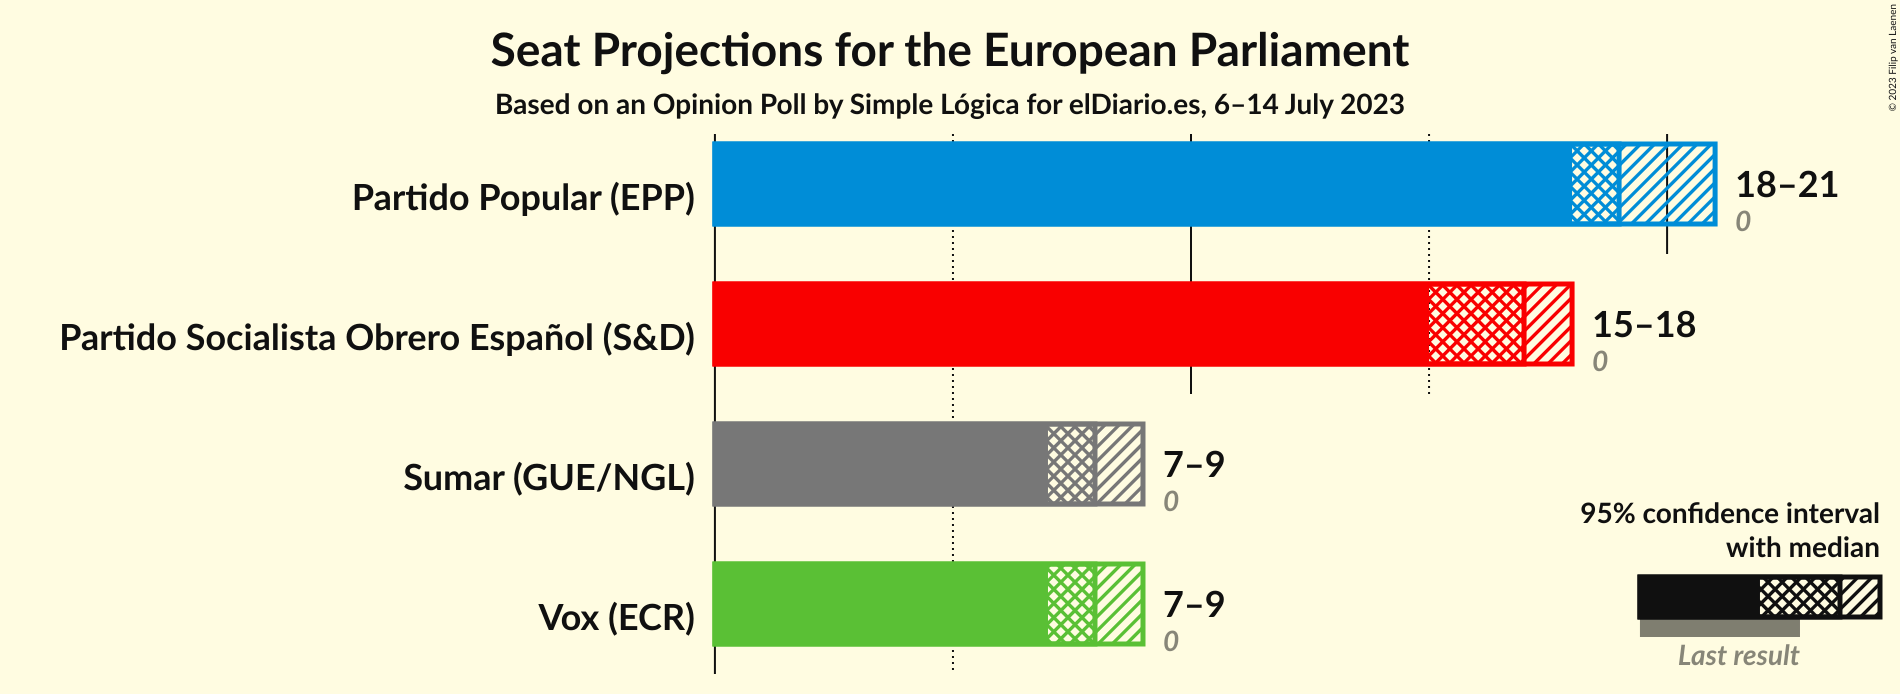 Seat Projections for the European Parliament
Based on an Opinion Poll by Simple Lógica for elDiario.es, 6–14 July 2023
© 2023 Filip van Laenen
Partido Popular (EPP)
18–21
0
Partido Socialista Obrero Español (S&D)
15–18
0
Sumar (GUE/NGL)
7–9
0
Vox (ECR)
7–9
0
95% confidence interval
with median
Last result